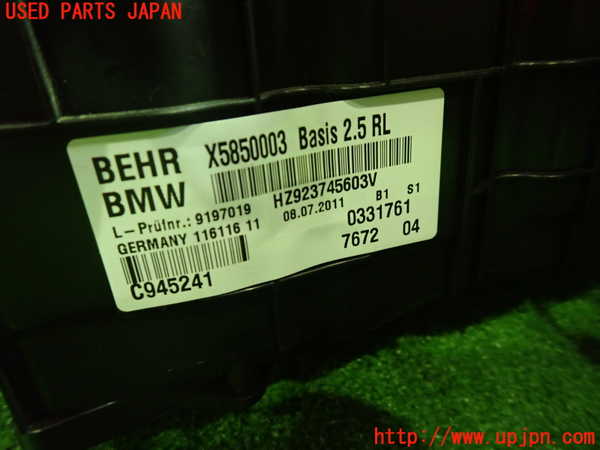 USED PARTS JAPAN
BEHR X5850003 Basis 2.5 RL
BMW HZ923745603V
L-Prüfnr.: 9197019 08.07.2011 B1 S1
GERMANY 116116 11 0331761
C945241 7672 04
http://www.upjpn.com/